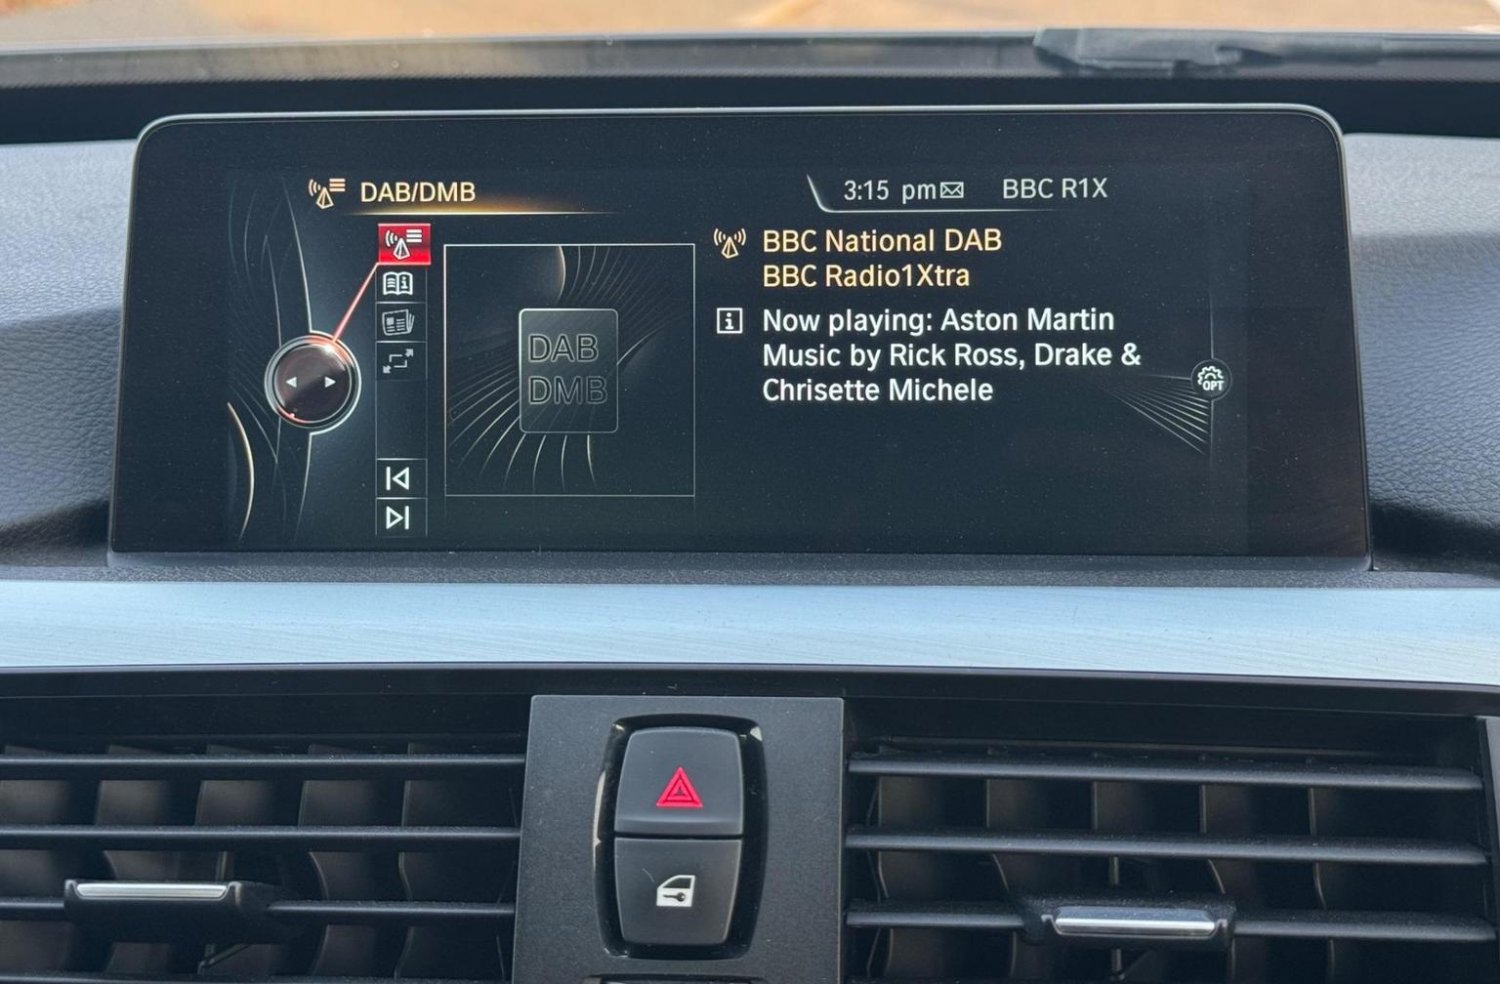 DAB/DMB
3:15 pm
BBC R1X
BBC National DAB
BBC Radio1Xtra
Now playing: Aston Martin
Music by Rick Ross, Drake &
Chrisette Michele
DAB
DMB
OPT